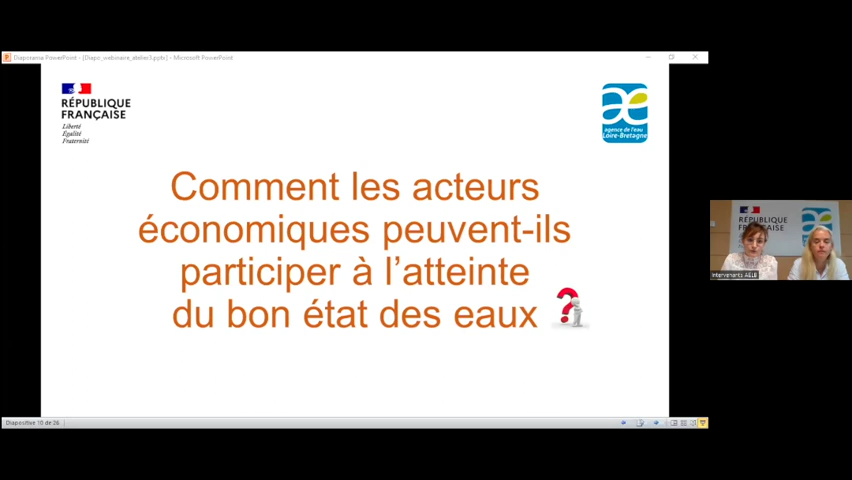 Diaporama PowerPoint - [Diapo_webinaire_atelier3.pptx] - Microsoft PowerPoint
RÉPUBLIQUE
FRANÇAISE
Liberté
Égalité
Fraternité
agence de l'eau
Loire-Bretagne
Comment les acteurs
économiques peuvent-ils
participer à l'atteinte
du bon état des eaux ?
RÉPUBLIQUE
FRANÇAISE
Intervenants AELB
Diapositive 10 de 26